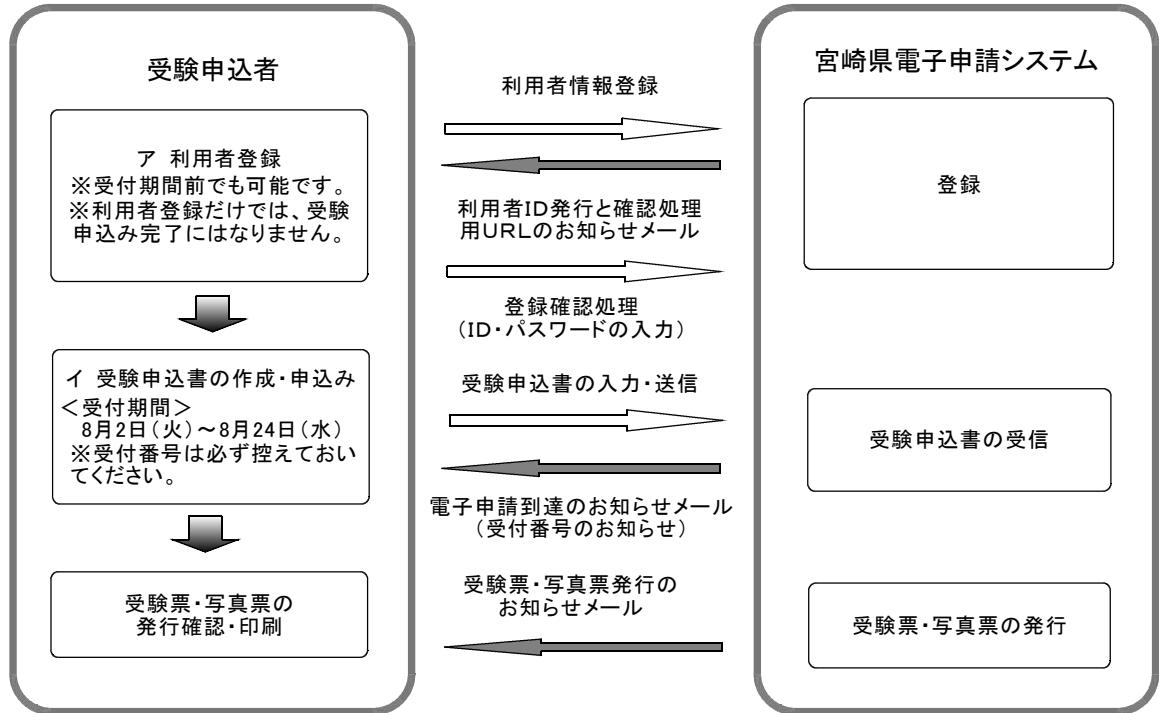 受験申込者
ア 利用者登録
※受付期間前でも可能です。
※利用者登録だけでは、受験
申込み完了にはなりません。
イ 受験申込書の作成・申込み
＜受付期間＞
8月2日（火）～8月24日（水）
※受付番号は必ず控えておい
てください。
受験票・写真票の
発行確認・印刷
利用者情報登録
利用者ID発行と確認処理
用URLのお知らせメール
登録確認処理
（ID・パスワードの入力）
受験申込書の入力・送信
電子申請到達のお知らせメール
（受付番号のお知らせ）
受験票・写真票発行の
お知らせメール
宮崎県電子申請システム
登録
受験申込書の受信
受験票・写真票の発行